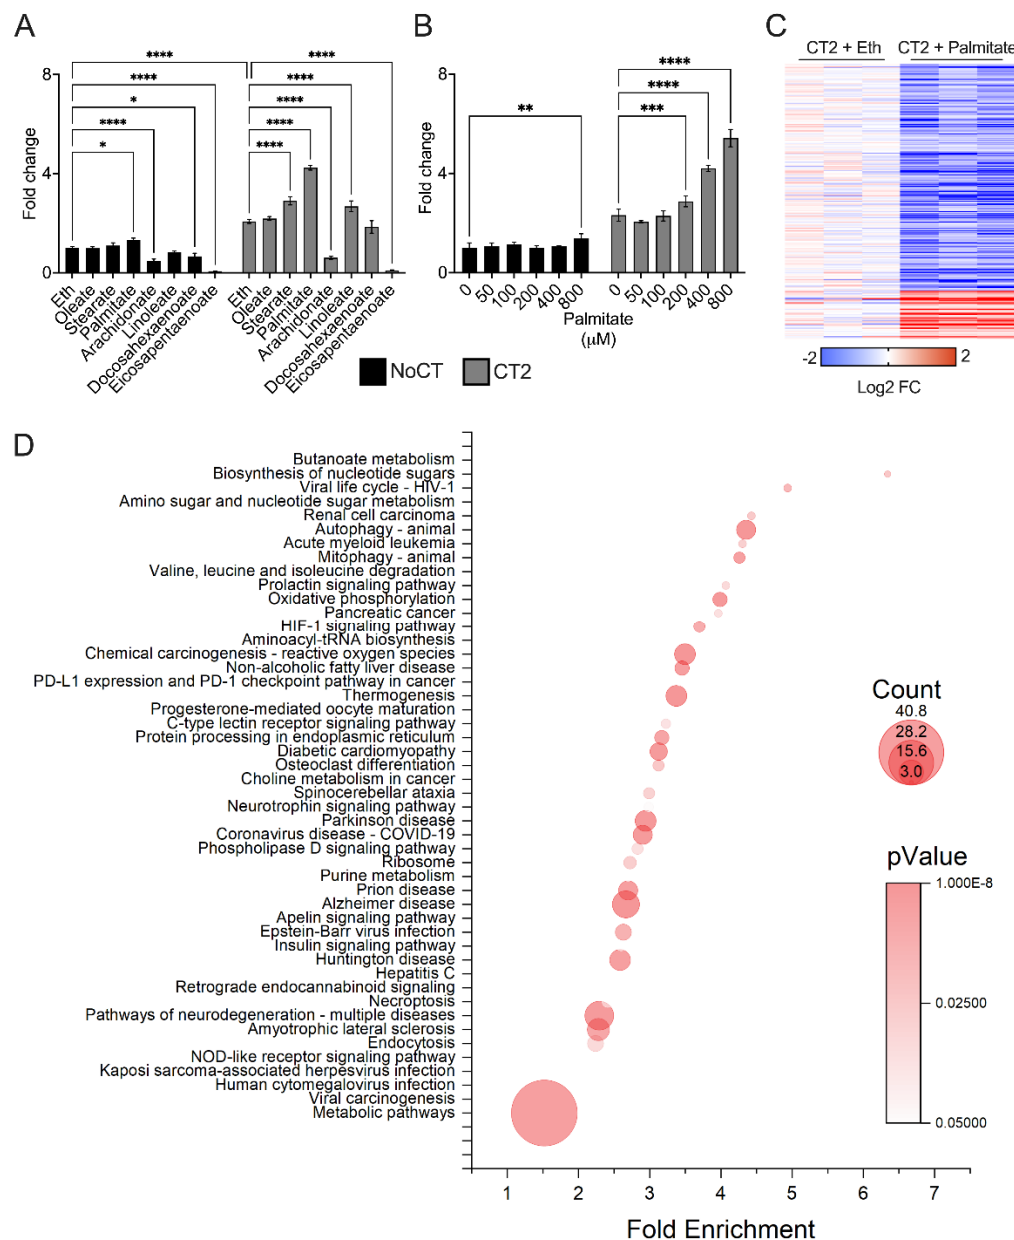 A
B
C
****
****
****
*
****
*
****
****
****
****
Fold change
8
4
0
Eth
Oleate
Stearate
Palmitate
Arachidonate
Linoleate
Docosahexaenoate
Eicosapentaenoate
Eth
Oleate
Stearate
Palmitate
Arachidonate
Linoleate
Docosahexaenoate
Eicosapentaenoate
**
****
****
***
Fold change
8
4
0
0
50
100
200
400
800
0
50
100
200
400
800
Palmitate
(μM)
NoCT
CT2
CT2 + Eth
CT2 + Palmitate
-2
2
Log2 FC
D
Butanoate metabolism
Biosynthesis of nucleotide sugars
Viral life cycle - HIV-1
Amino sugar and nucleotide sugar metabolism
Renal cell carcinoma
Autophagy - animal
Acute myeloid leukemia
Mitophagy - animal
Valine, leucine and isoleucine degradation
Prolactin signaling pathway
Oxidative phosphorylation
Pancreatic cancer
HIF-1 signaling pathway
Aminoacyl-tRNA biosynthesis
Chemical carcinogenesis - reactive oxygen species
Non-alcoholic fatty liver disease
PD-L1 expression and PD-1 checkpoint pathway in cancer
Thermogenesis
Progesterone-mediated oocyte maturation
C-type lectin receptor signaling pathway
Protein processing in endoplasmic reticulum
Diabetic cardiomyopathy
Osteoclast differentiation
Choline metabolism in cancer
Spinocerebellar ataxia
Neurotrophin signaling pathway
Parkinson disease
Coronavirus disease - COVID-19
Phospholipase D signaling pathway
Ribosome
Purine metabolism
Prion disease
Alzheimer disease
Apelin signaling pathway
Epstein-Barr virus infection
Insulin signaling pathway
Huntington disease
Hepatitis C
Retrograde endocannabinoid signaling
Necroptosis
Pathways of neurodegeneration - multiple diseases
Amyotrophic lateral sclerosis
Endocytosis
NOD-like receptor signaling pathway
Kaposi sarcoma-associated herpesvirus infection
Human cytomegalovirus infection
Viral carcinogenesis
Metabolic pathways
1
2
3
4
5
6
7
Fold Enrichment
Count
40.8
28.2
15.6
3.0
pValue
1.000E-8
0.02500
0.05000